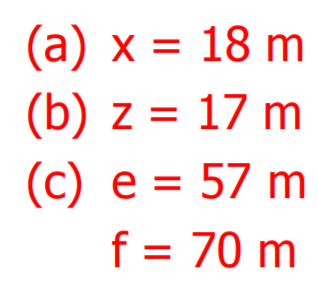 (a) x = 18 m
(b) z = 17 m
(c) e = 57 m
f = 70 m